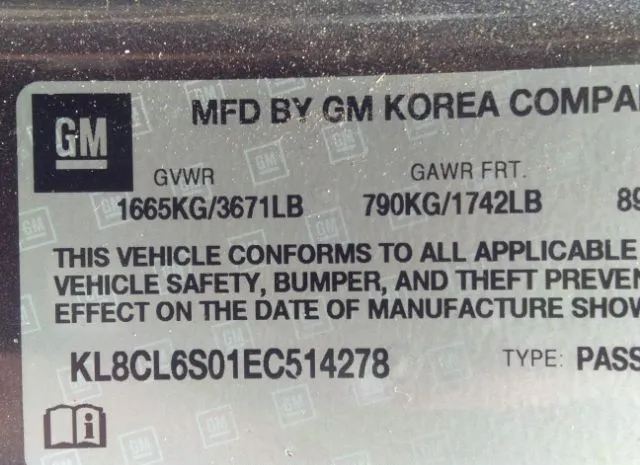 GM
MFD BY GM KOREA COMPA
GVWR GAWR FRT.
1665KG/3671LB 790KG/1742LB 89
THIS VEHICLE CONFORMS TO ALL APPLICABLE
VEHICLE SAFETY, BUMPER, AND THEFT PREVEN
EFFECT ON THE DATE OF MANUFACTURE SHOW
KL8CL6S01EC514278 TYPE: PASS
i